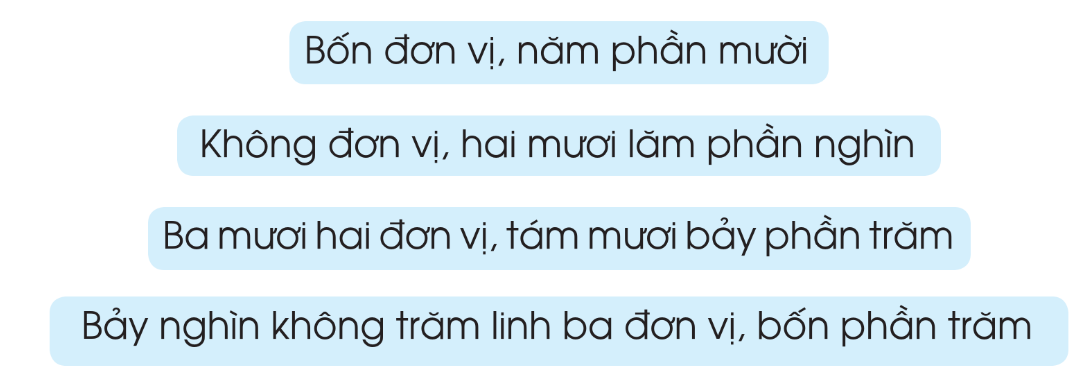 Bốn đơn vị, năm phần mười
Không đơn vị, hai mươi lăm phần nghìn
Ba mươi hai đơn vị, tám mươi bảy phần trăm
Bảy nghìn không trăm linh ba đơn vị, bốn phần trăm